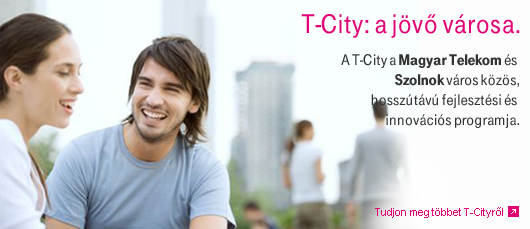 T-City: a jövő városa.
A T-City a Magyar Telekom és
Szolnok város közös,
hosszútávú fejlesztési és
innovációs programja.
Tudjon meg többet T-Cityről